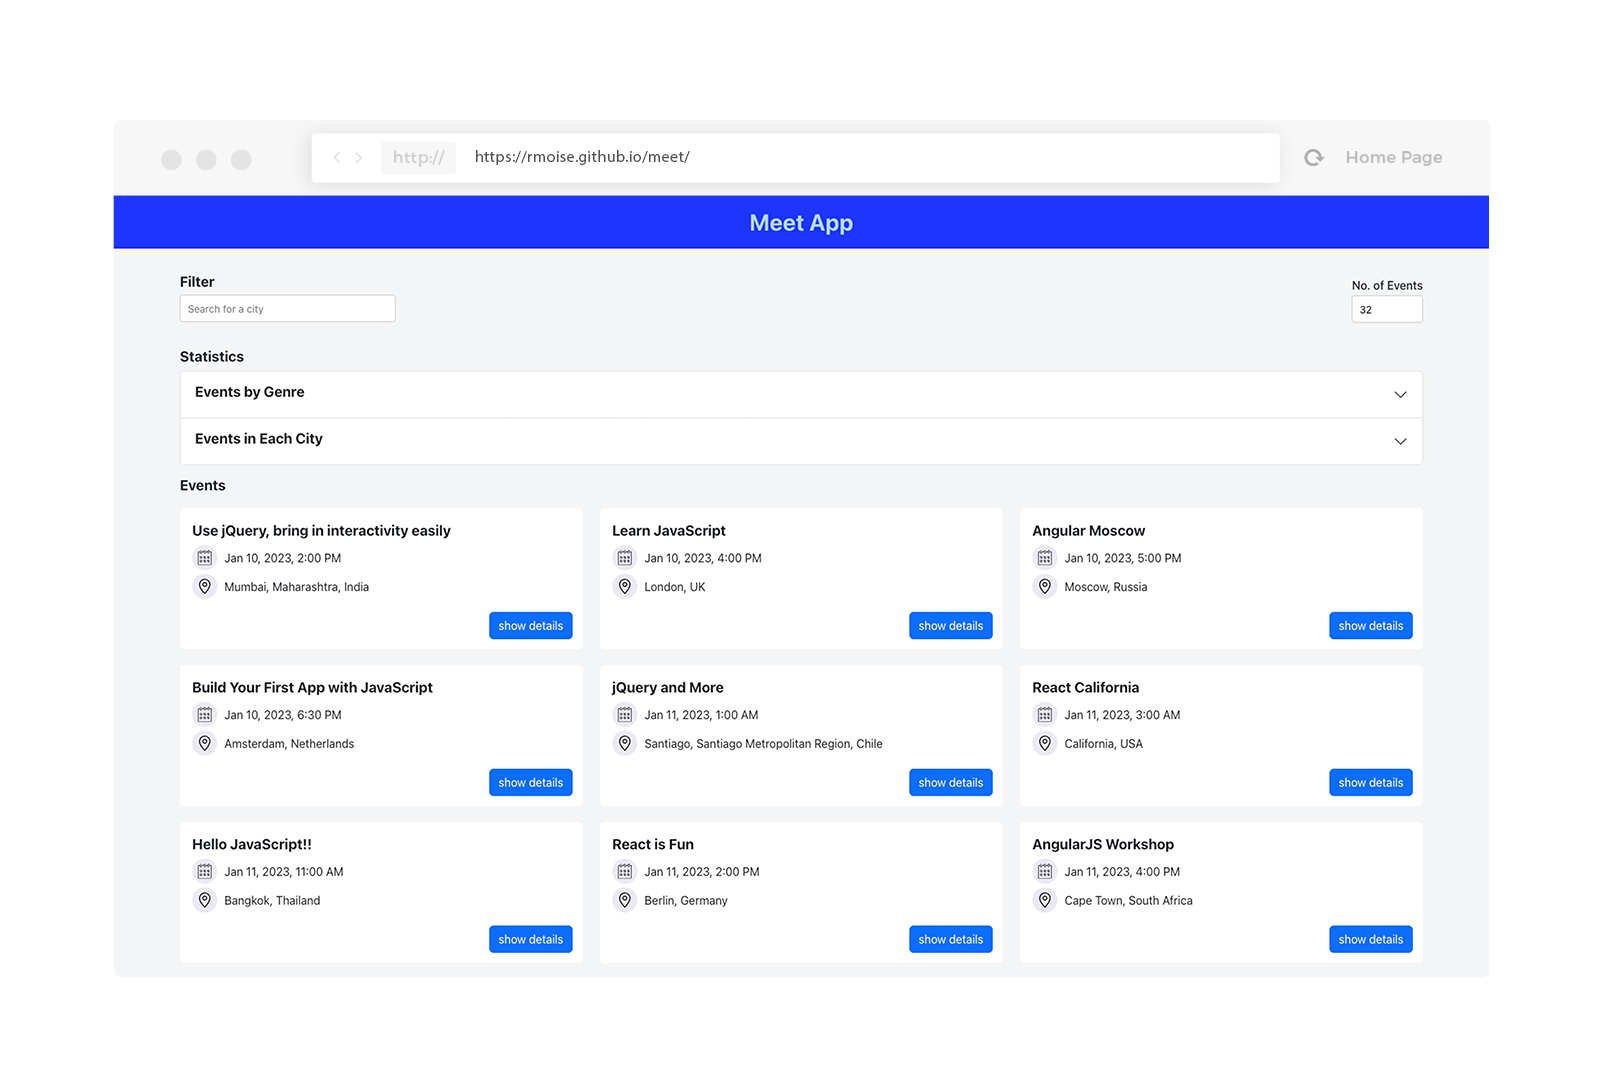 http://
https://rmoise.github.io/meet/
Home Page
Meet App
Filter
Search for a city
No. of Events
32
Statistics
Events by Genre
Events in Each City
Events
Use jQuery, bring in interactivity easily
Jan 10, 2023, 2:00 PM
Mumbai, Maharashtra, India
show details
Learn JavaScript
Jan 10, 2023, 4:00 PM
London, UK
show details
Angular Moscow
Jan 10, 2023, 5:00 PM
Moscow, Russia
show details
Build Your First App with JavaScript
Jan 10, 2023, 6:30 PM
Amsterdam, Netherlands
show details
jQuery and More
Jan 11, 2023, 1:00 AM
Santiago, Santiago Metropolitan Region, Chile
show details
React California
Jan 11, 2023, 3:00 AM
California, USA
show details
Hello JavaScript!!
Jan 11, 2023, 11:00 AM
Bangkok, Thailand
show details
React is Fun
Jan 11, 2023, 2:00 PM
Berlin, Germany
show details
AngularJS Workshop
Jan 11, 2023, 4:00 PM
Cape Town, South Africa
show details